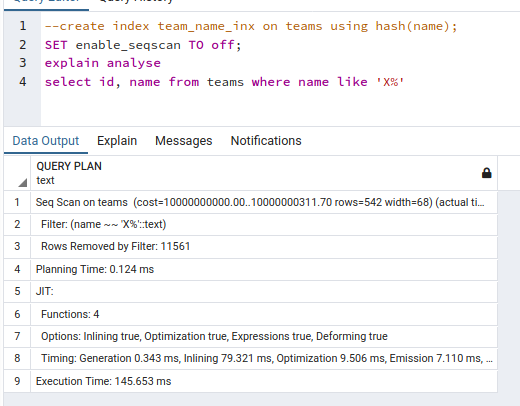 Query Editor Query History
1 --create index team_name_inx on teams using hash(name);
2 SET enable_seqscan TO off;
3 explain analyse
4 select id, name from teams where name like 'X%'
Data Output Explain Messages Notifications
QUERY PLAN
text
1 Seq Scan on teams (cost=10000000000.00..10000000311.70 rows=542 width=68) (actual ti...
2 Filter: (name ~~ 'X%'::text)
3 Rows Removed by Filter: 11561
4 Planning Time: 0.124 ms
5 JIT:
6 Functions: 4
7 Options: Inlining true, Optimization true, Expressions true, Deforming true
8 Timing: Generation 0.343 ms, Inlining 79.321 ms, Optimization 9.506 ms, Emission 7.110 ms, ...
9 Execution Time: 145.653 ms